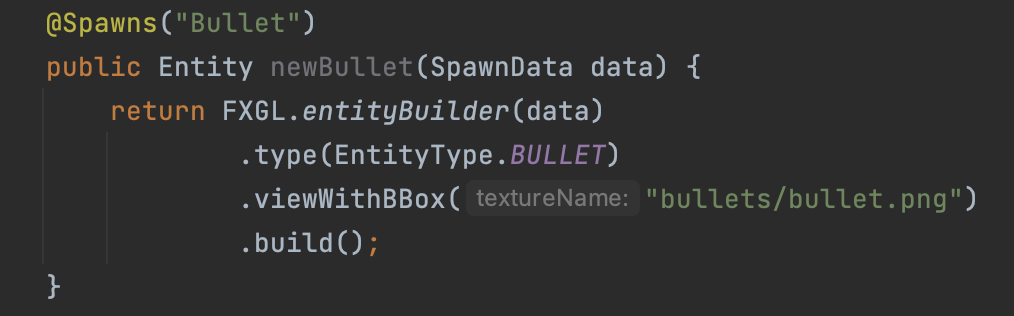 @Spawns("Bullet")
public Entity newBullet(SpawnData data) {
return FXGL.entityBuilder(data)
.type(EntityType.BULLET)
.viewWithBBox( textureName: "bullets/bullet.png")
.build();
}